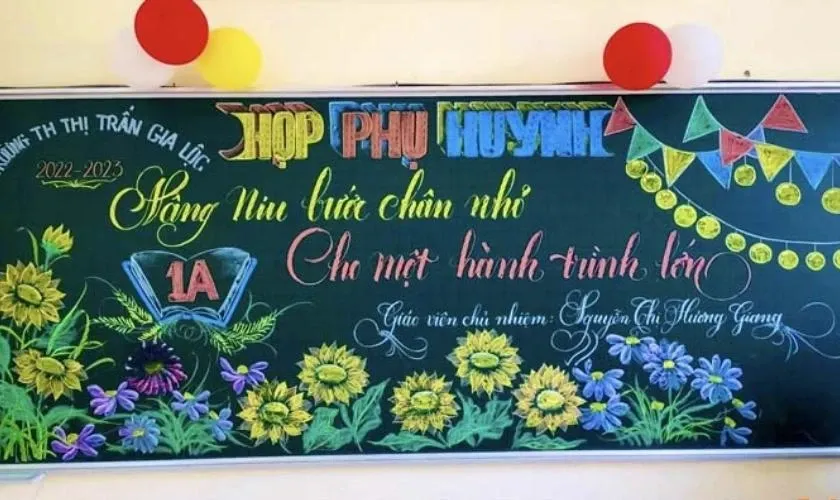 TRƯỜNG TH THỊ TRẤN GIA LỘC
2022-2023
HỌP PHỤ HUYNH
Nâng niu bước chân nhỏ
Cho một hành trình lớn
1A
Giáo viên chủ nhiệm: Nguyễn Thị Hương Giang